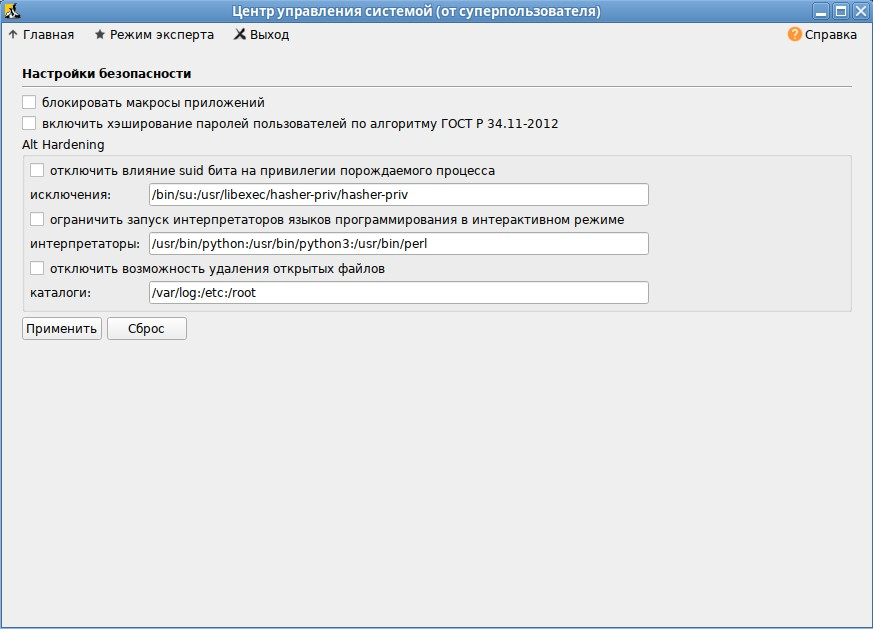 Центр управления системой (от суперпользователя)
Главная Режим эксперта Выход Справка
Настройки безопасности
блокировать макросы приложений
включить хэширование паролей пользователей по алгоритму ГОСТ Р 34.11-2012
Alt Hardening
отключить влияние suid бита на привилегии порождаемого процесса
исключения: /bin/su:/usr/libexec/hasher-priv/hasher-priv
ограничить запуск интерпретаторов языков программирования в интерактивном режиме
интерпретаторы: /usr/bin/python:/usr/bin/python3:/usr/bin/perl
отключить возможность удаления открытых файлов
каталоги: /var/log:/etc:/root
Применить Сброс